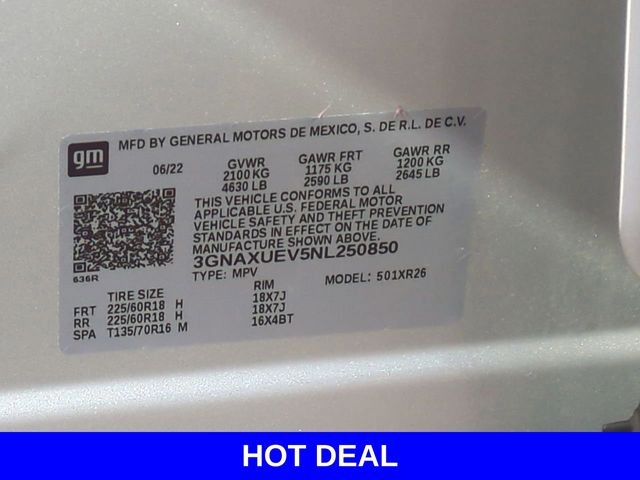 gm
MFD BY GENERAL MOTORS DE MEXICO, S. DE R.L. DE C.V.
06/22 GVWR GAWR FRT GAWR RR
2100 KG 1175 KG 1200 KG
4630 LB 2590 LB 2645 LB
THIS VEHICLE CONFORMS TO ALL
APPLICABLE U.S. FEDERAL MOTOR
VEHICLE SAFETY AND THEFT PREVENTION
STANDARDS IN EFFECT ON THE DATE OF
MANUFACTURE SHOWN ABOVE.
3GNAXUEV5NL250850
636R
TYPE: MPV MODEL: 501XR26
TIRE SIZE RIM
FRT 225/60R18 H 18X7J
RR 225/60R18 H 18X7J
SPA T135/70R16 M 16X4BT
HOT DEAL